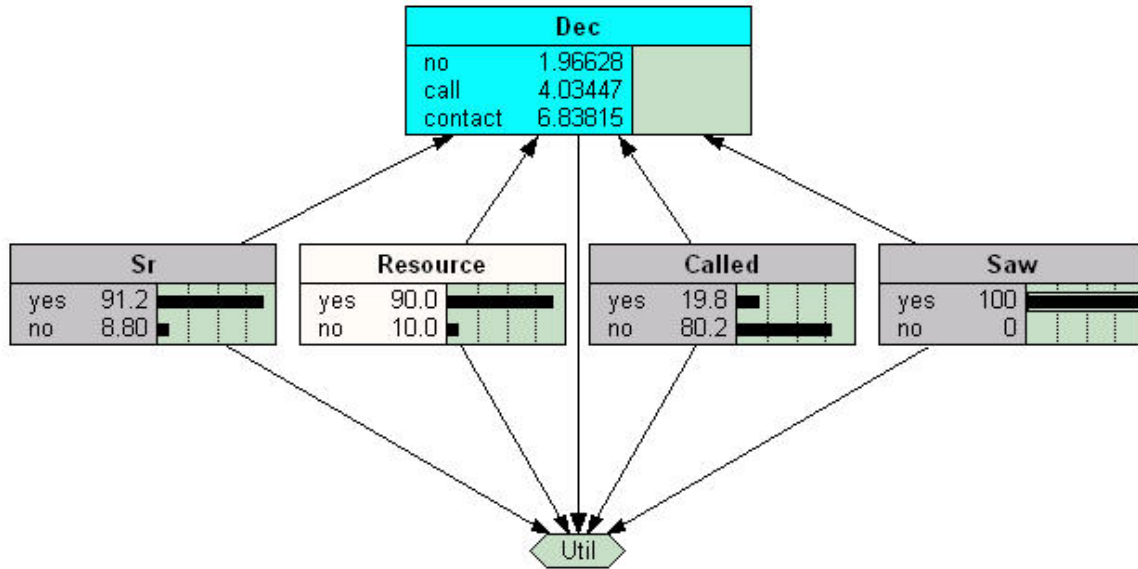 Dec
no 1.96628
call 4.03447
contact 6.83815
Sr
yes 91.2
no 8.80
Resource
yes 90.0
no 10.0
Called
yes 19.8
no 80.2
Saw
yes 100
no 0
Util